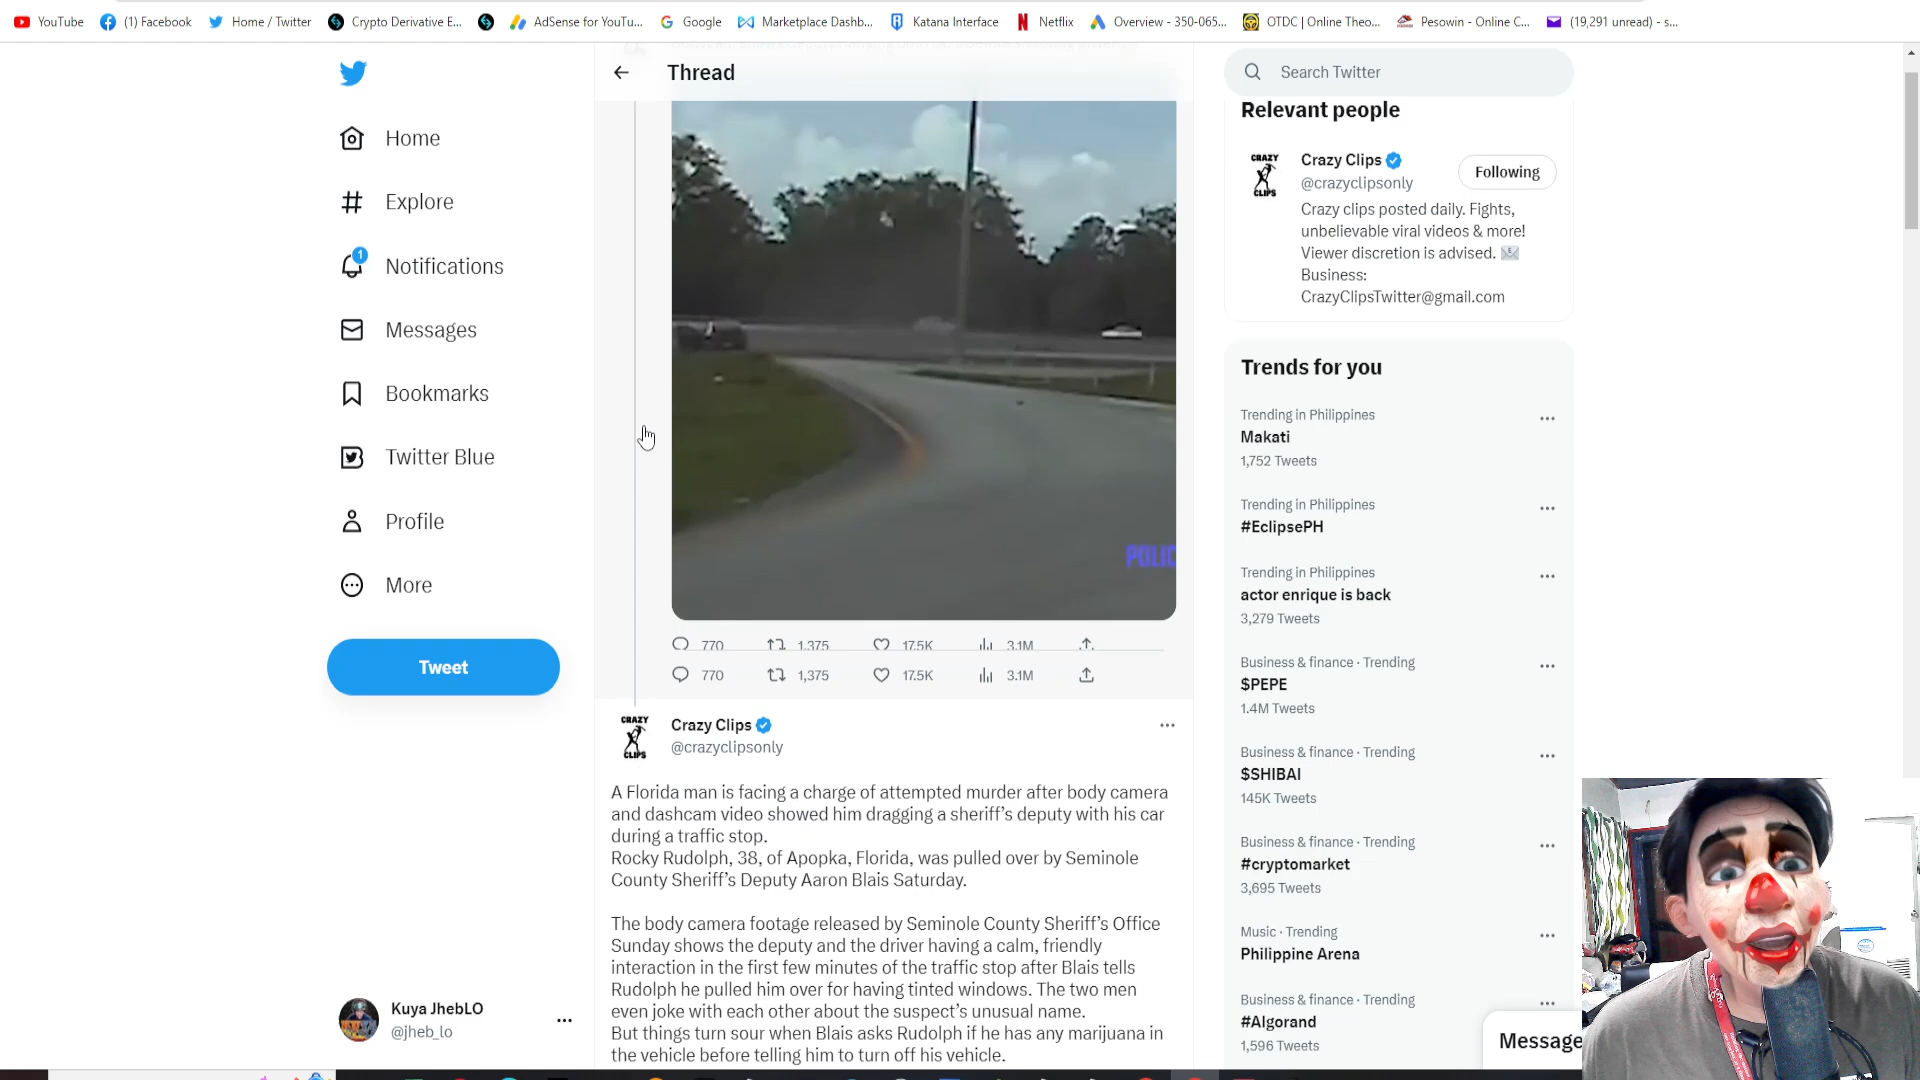 YouTube
(1) Facebook
Home / Twitter
Crypto Derivative E...
AdSense for YouTu...
Google
Marketplace Dashb...
Katana Interface
Netflix
Overview - 350-065...
OTDC | Online Theo...
Pesowin - Online C...
(19,291 unread) - s...
Home
Explore
1
Notifications
Messages
Bookmarks
Twitter Blue
Profile
More
Tweet
Kuya JhebLO
@jheb_lo
Thread
POLIC
770 1,375 17.5K 3.1M
770 1,375 17.5K 3.1M
CRAZY
CLIPS
Crazy Clips
@crazyclipsonly
A Florida man is facing a charge of attempted murder after body camera
and dashcam video showed him dragging a sheriff's deputy with his car
during a traffic stop.
Rocky Rudolph, 38, of Apopka, Florida, was pulled over by Seminole
County Sheriff's Deputy Aaron Blais Saturday.
The body camera footage released by Seminole County Sheriff's Office
Sunday shows the deputy and the driver having a calm, friendly
interaction in the first few minutes of the traffic stop after Blais tells
Rudolph he pulled him over for having tinted windows. The two men
even joke with each other about the suspect's unusual name.
But things turn sour when Blais asks Rudolph if he has any marijuana in
the vehicle before telling him to turn off his vehicle.
Search Twitter
Relevant people
CRAZY
CLIPS
Crazy Clips
@crazyclipsonly
Following
Crazy clips posted daily. Fights,
unbelievable viral videos & more!
Viewer discretion is advised.
Business:
CrazyClipsTwitter@gmail.com
Trends for you
Trending in Philippines
Makati
1,752 Tweets
Trending in Philippines
#EclipsePH
Trending in Philippines
actor enrique is back
3,279 Tweets
Business & finance · Trending
$PEPE
1.4M Tweets
Business & finance · Trending
$SHIBAI
145K Tweets
Business & finance · Trending
#cryptomarket
3,695 Tweets
Music · Trending
Philippine Arena
Business & finance · Trending
#Algorand
1,596 Tweets
Message